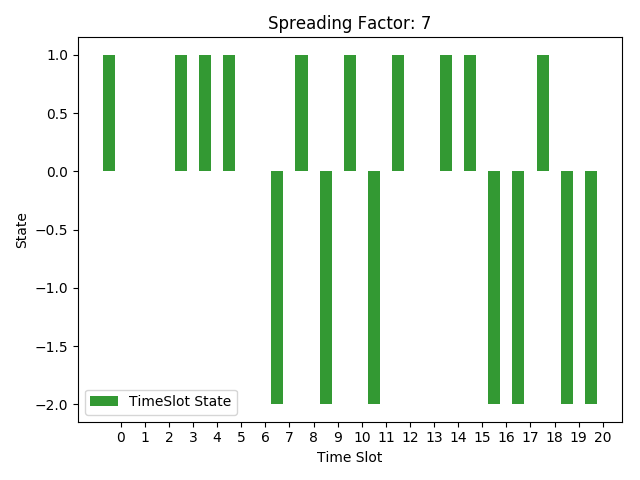 Spreading Factor: 7
1.0
0.5
0.0
−0.5
−1.0
−1.5
−2.0
State
TimeSlot State
0 1 2 3 4 5 6 7 8 9 10 11 12 13 14 15 16 17 18 19 20
Time Slot